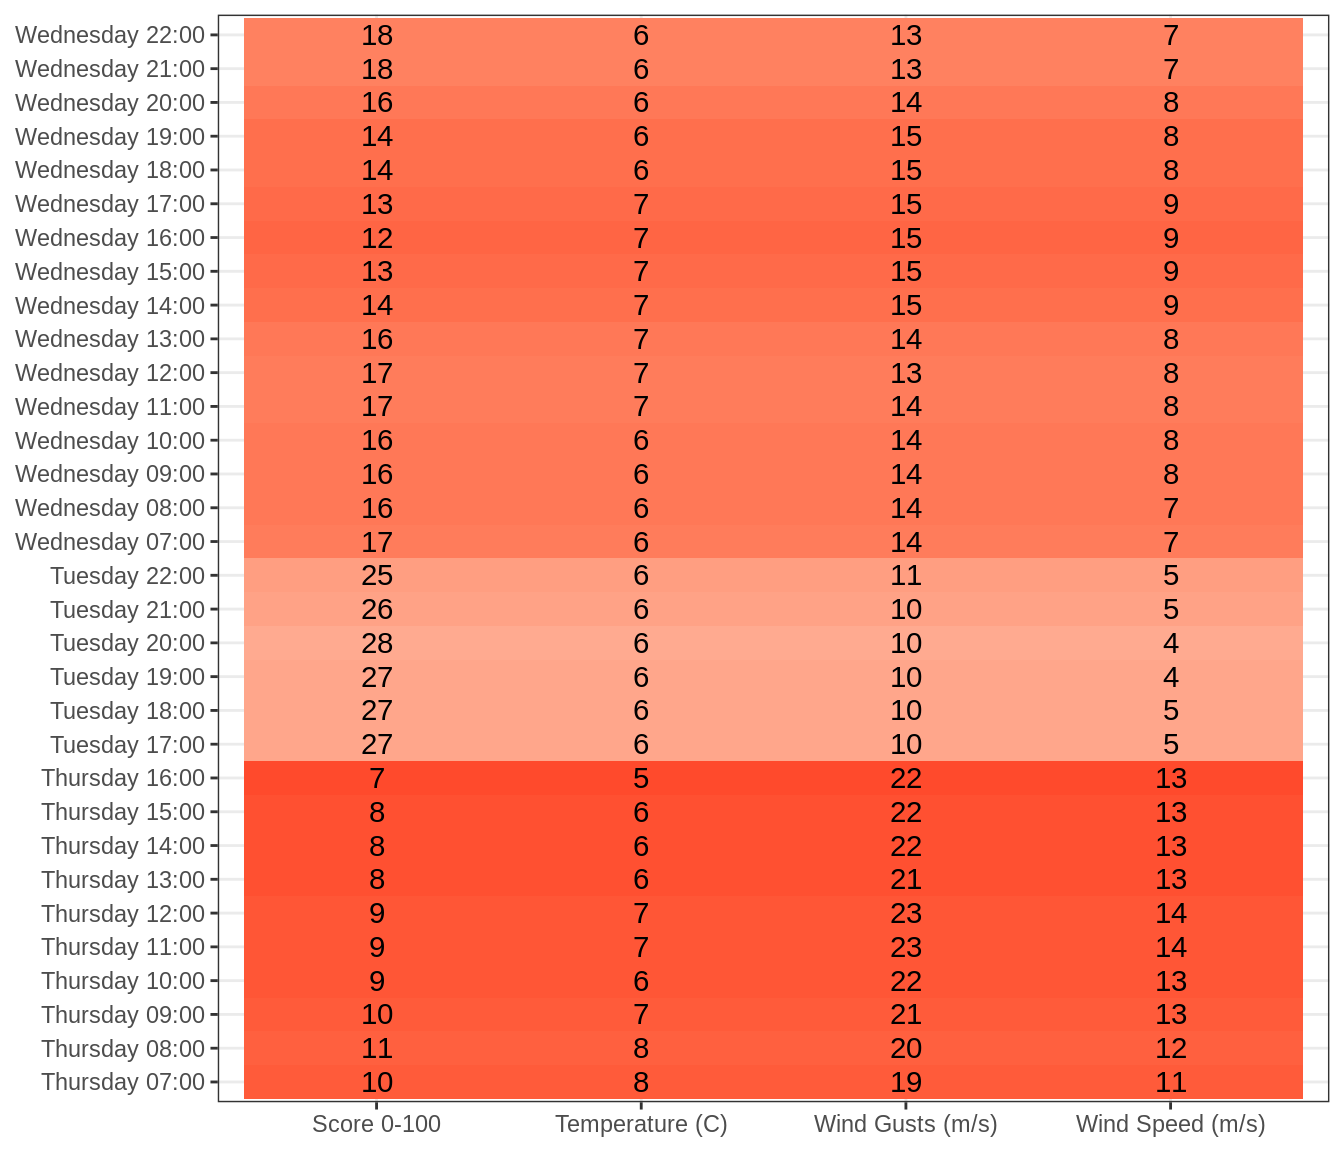 Wednesday 22:00 18 6 13 7
Wednesday 21:00 18 6 13 7
Wednesday 20:00 16 6 14 8
Wednesday 19:00 14 6 15 8
Wednesday 18:00 14 6 15 8
Wednesday 17:00 13 7 15 9
Wednesday 16:00 12 7 15 9
Wednesday 15:00 13 7 15 9
Wednesday 14:00 14 7 15 9
Wednesday 13:00 16 7 14 8
Wednesday 12:00 17 7 13 8
Wednesday 11:00 17 7 14 8
Wednesday 10:00 16 6 14 8
Wednesday 09:00 16 6 14 8
Wednesday 08:00 16 6 14 7
Wednesday 07:00 17 6 14 7
Tuesday 22:00 25 6 11 5
Tuesday 21:00 26 6 10 5
Tuesday 20:00 28 6 10 4
Tuesday 19:00 27 6 10 4
Tuesday 18:00 27 6 10 5
Tuesday 17:00 27 6 10 5
Thursday 16:00 7 5 22 13
Thursday 15:00 8 6 22 13
Thursday 14:00 8 6 22 13
Thursday 13:00 8 6 21 13
Thursday 12:00 9 7 23 14
Thursday 11:00 9 7 23 14
Thursday 10:00 9 6 22 13
Thursday 09:00 10 7 21 13
Thursday 08:00 11 8 20 12
Thursday 07:00 10 8 19 11
Score 0-100 Temperature (C) Wind Gusts (m/s) Wind Speed (m/s)